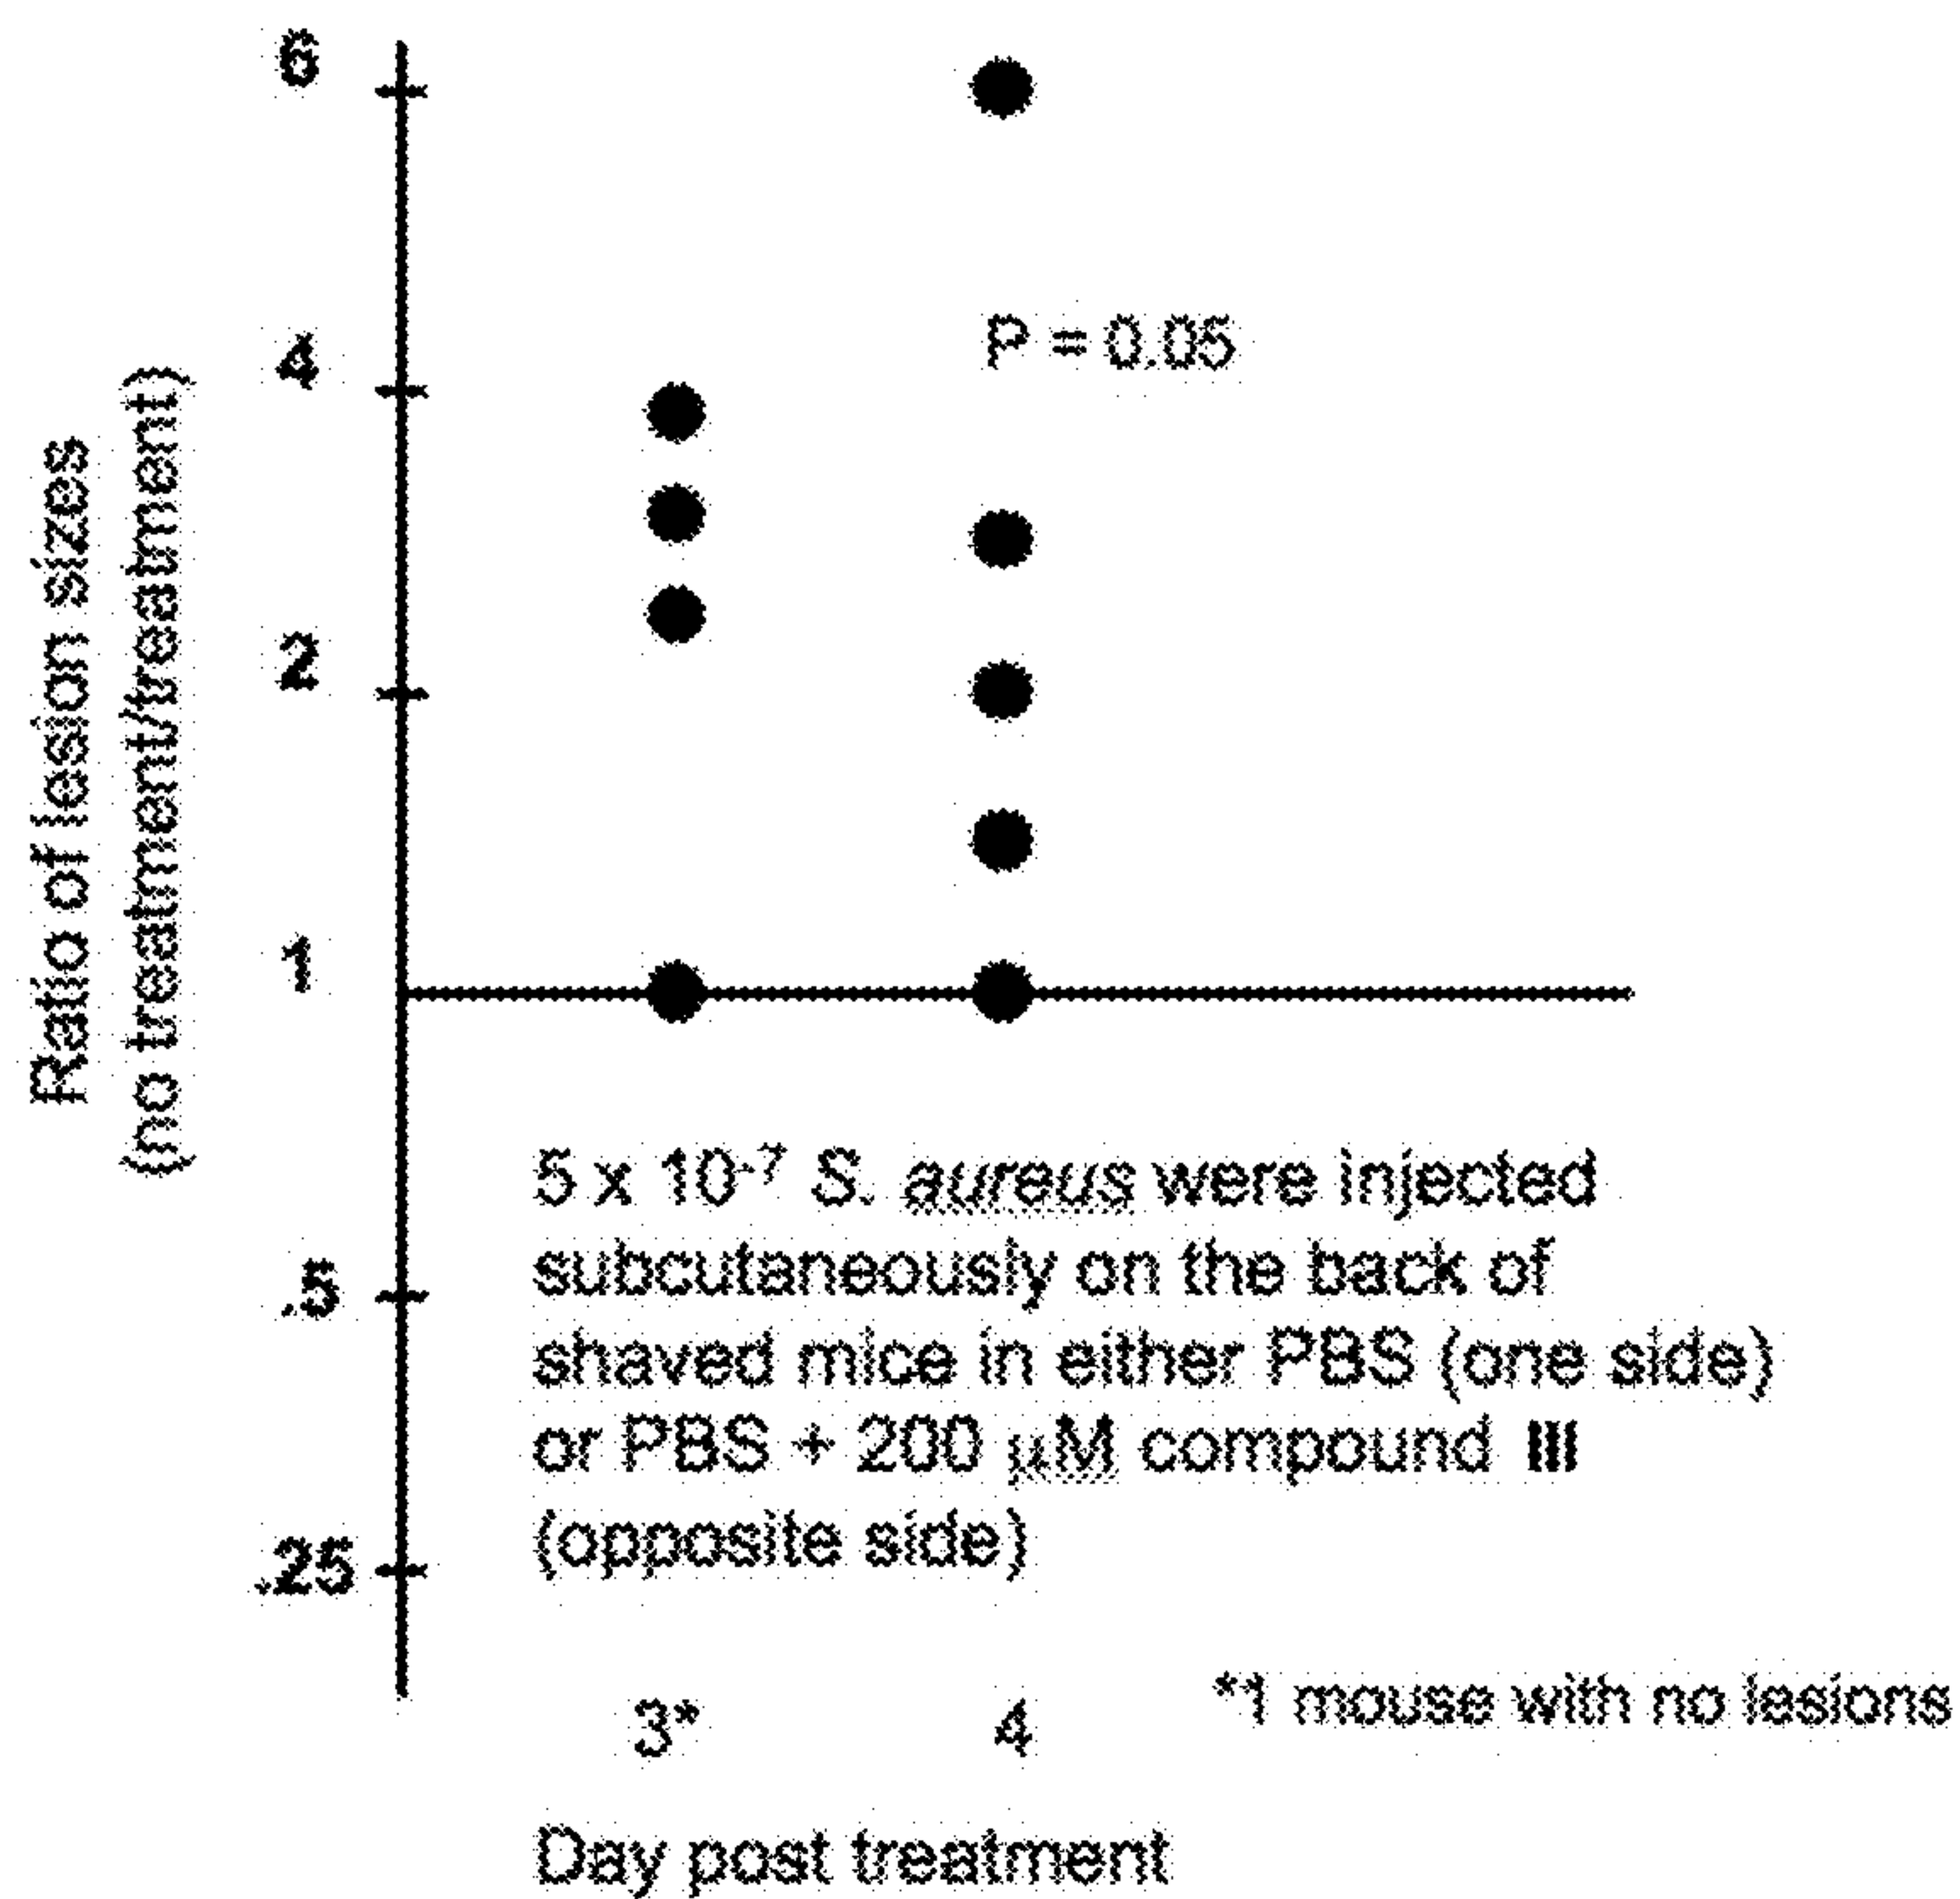 Ratio of lesion sizes
(no treatment/treatment)
6
4
2
1
.5
.25
P = 0.05
5 x 10⁻⁷ S. aureus were injected
subcutaneously on the back of
shaved mice in either PBS (one side)
or PBS + 200 µM compound III
(opposite side)
3*
4
*1 mouse with no lesions
Day post treatment